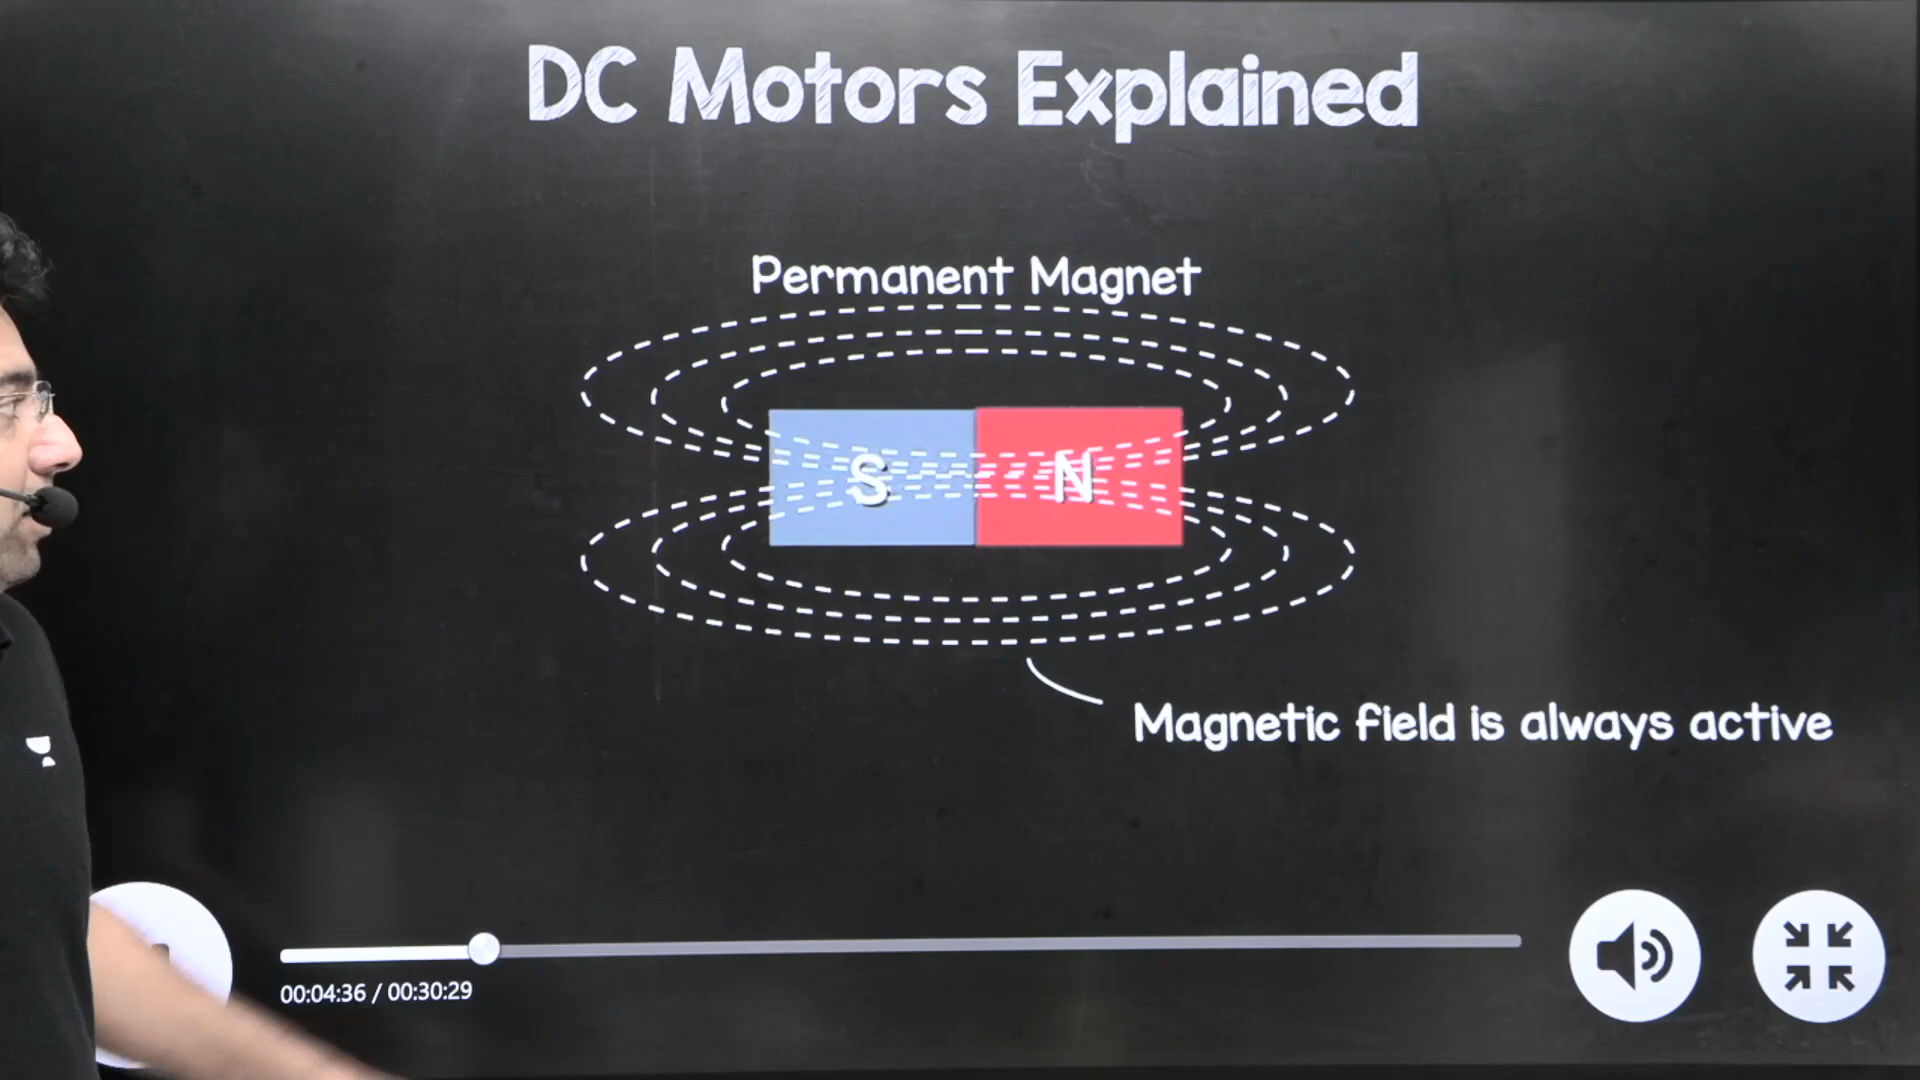 DC Motors Explained
Permanent Magnet
S N
Magnetic field is always active
00:04:36 / 00:30:29